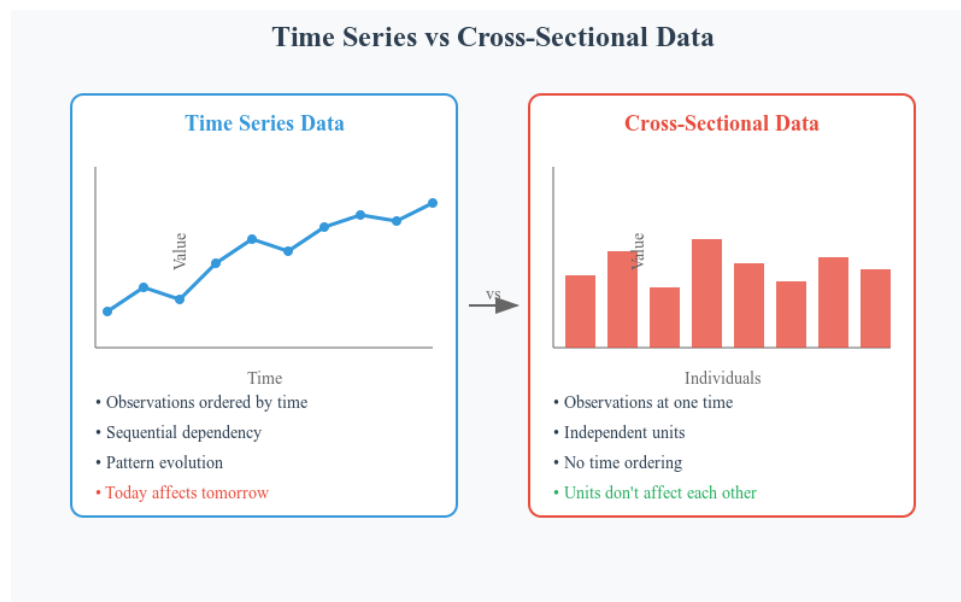 Time Series vs Cross-Sectional Data
Time Series Data
Value
Time
• Observations ordered by time
• Sequential dependency
• Pattern evolution
• Today affects tomorrow
vs
Cross-Sectional Data
Value
Individuals
• Observations at one time
• Independent units
• No time ordering
• Units don't affect each other